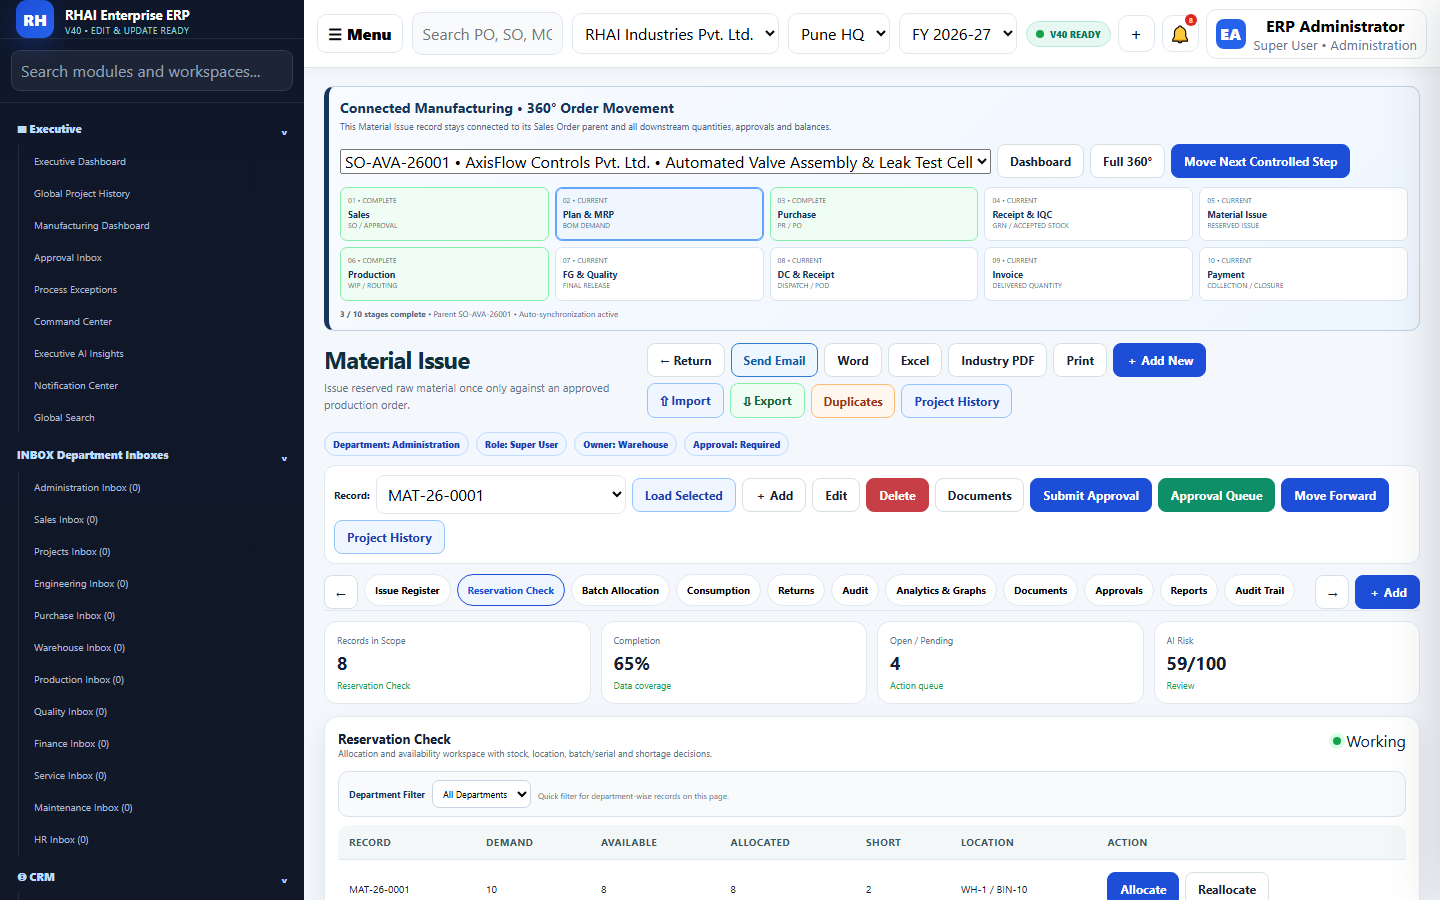 RH
RHAI Enterprise ERP
V40 • EDIT & UPDATE READY
Search modules and workspaces...
Executive
Executive Dashboard
Global Project History
Manufacturing Dashboard
Approval Inbox
Process Exceptions
Command Center
Executive AI Insights
Notification Center
Global Search
INBOX Department Inboxes
Administration Inbox (0)
Sales Inbox (0)
Projects Inbox (0)
Engineering Inbox (0)
Purchase Inbox (0)
Warehouse Inbox (0)
Production Inbox (0)
Quality Inbox (0)
Finance Inbox (0)
Service Inbox (0)
Maintenance Inbox (0)
HR Inbox (0)
CRM
☰ Menu
Search PO, SO, MO
RHAI Industries Pvt. Ltd.
Pune HQ
FY 2026-27
V40 READY
+
8
EA
ERP Administrator
Super User • Administration
Connected Manufacturing • 360° Order Movement
This Material Issue record stays connected to its Sales Order parent and all downstream quantities, approvals and balances.
SO-AVA-26001 • AxisFlow Controls Pvt. Ltd. • Automated Valve Assembly & Leak Test Cell
Dashboard
Full 360°
Move Next Controlled Step
01 • COMPLETE
Sales
SO / APPROVAL
02 • CURRENT
Plan & MRP
BOM DEMAND
03 • COMPLETE
Purchase
PR / PO
04 • CURRENT
Receipt & IQC
GRN / ACCEPTED STOCK
05 • CURRENT
Material Issue
RESERVED ISSUE
06 • COMPLETE
Production
WIP / ROUTING
07 • CURRENT
FG & Quality
FINAL RELEASE
08 • CURRENT
DC & Receipt
DISPATCH / POD
09 • CURRENT
Invoice
DELIVERED QUANTITY
10 • CURRENT
Payment
COLLECTION / CLOSURE
3 / 10 stages complete • Parent SO-AVA-26001 • Auto-synchronization active
Material Issue
Issue reserved raw material once only against an approved
production order.
← Return
Send Email
Word
Excel
Industry PDF
Print
+ Add New
⇧ Import
⇩ Export
Duplicates
Project History
Department: Administration
Role: Super User
Owner: Warehouse
Approval: Required
Record:
MAT-26-0001
Load Selected
+ Add
Edit
Delete
Documents
Submit Approval
Approval Queue
Move Forward
Project History
←
Issue Register
Reservation Check
Batch Allocation
Consumption
Returns
Audit
Analytics & Graphs
Documents
Approvals
Reports
Audit Trail
→
+ Add
Records in Scope
8
Reservation Check
Completion
65%
Data coverage
Open / Pending
4
Action queue
AI Risk
59/100
Review
Reservation Check
Allocation and availability workspace with stock, location, batch/serial and shortage decisions.
Working
Department Filter
All Departments
Quick filter for department-wise records on this page.
RECORD DEMAND AVAILABLE ALLOCATED SHORT LOCATION ACTION
MAT-26-0001 10 8 8 2 WH-1 / BIN-10 Allocate Reallocate